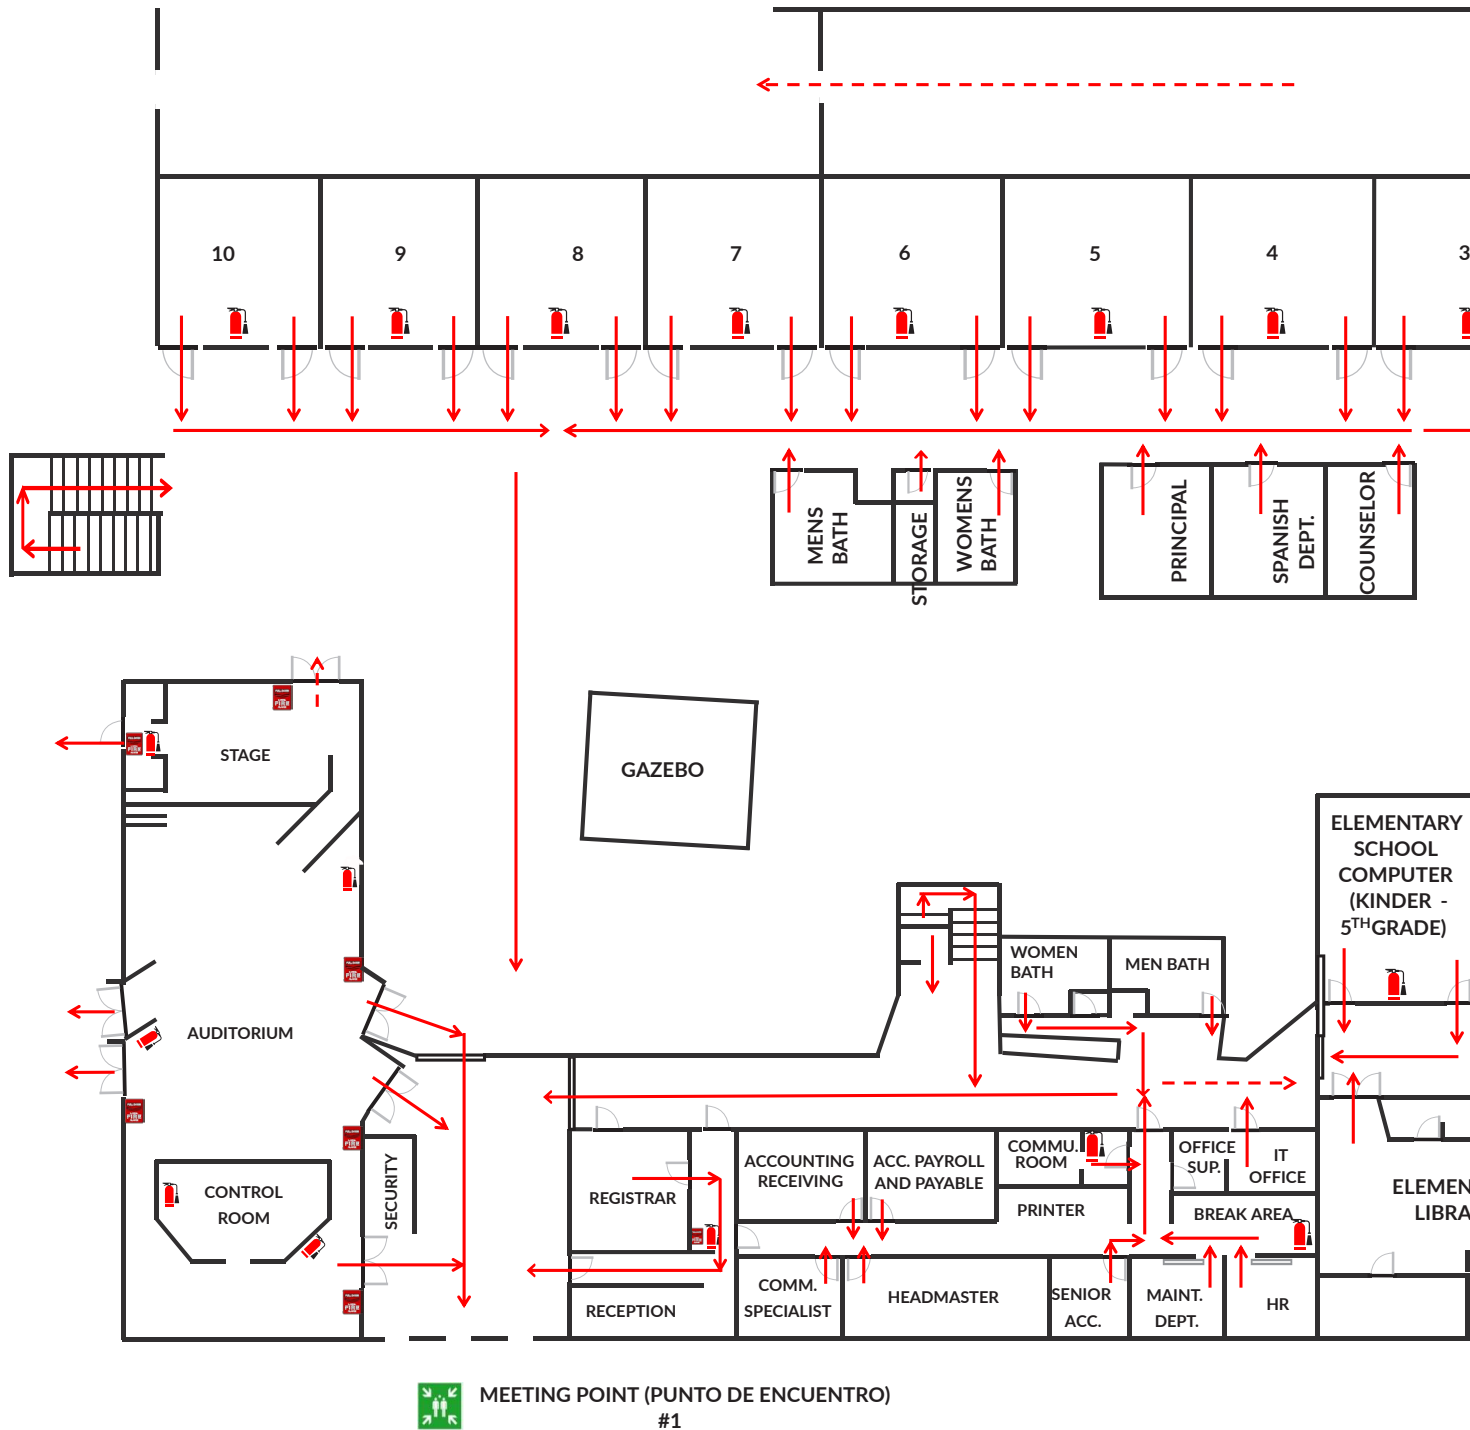 10
9
8
7
6
5
4
3
MENS
BATH
STORAGE
WOMENS
BATH
PRINCIPAL
SPANISH
DEPT.
COUNSELOR
STAGE
GAZEBO
ELEMENTARY
SCHOOL
COMPUTER
(KINDER -
5THGRADE)
WOMEN
BATH
MEN BATH
AUDITORIUM
CONTROL
ROOM
SECURITY
REGISTRAR
ACCOUNTING
RECEIVING
ACC. PAYROLL
AND PAYABLE
COMMU.
ROOM
PRINTER
OFFICE
SUP.
IT
OFFICE
BREAK AREA
ELEMEN
LIBRA
RECEPTION
COMM.
SPECIALIST
HEADMASTER
SENIOR
ACC.
MAINT.
DEPT.
HR
MEETING POINT (PUNTO DE ENCUENTRO)
#1